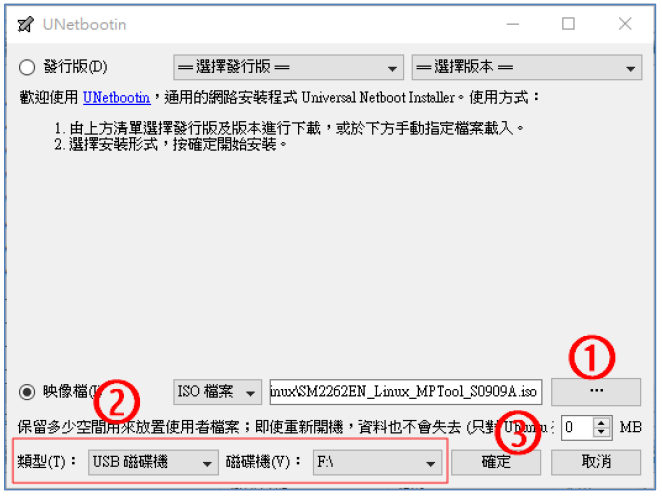 UNetbootin
發行版(D) ══ 選擇發行版 ══ ══ 選擇版本 ══
歡迎使用 UNetbootin，通用的網路安裝程式 Universal Netboot Installer。使用方式：
1. 由上方清單選擇發行版及版本進行下載，或於下方手動指定檔案載入。
2. 選擇安裝形式，按確定開始安裝。
1
映像檔 ISO 檔案 inux\SM2262EN_Linux_MPTool_S0909A.iso ...
2
保留多少空間用來放置使用者檔案；即使重新開機，資料也不會失去 (只對 Ubuntu 0 MB
3
類型(T)： USB 磁碟機 磁碟機(V)： F:\ 確定 取消